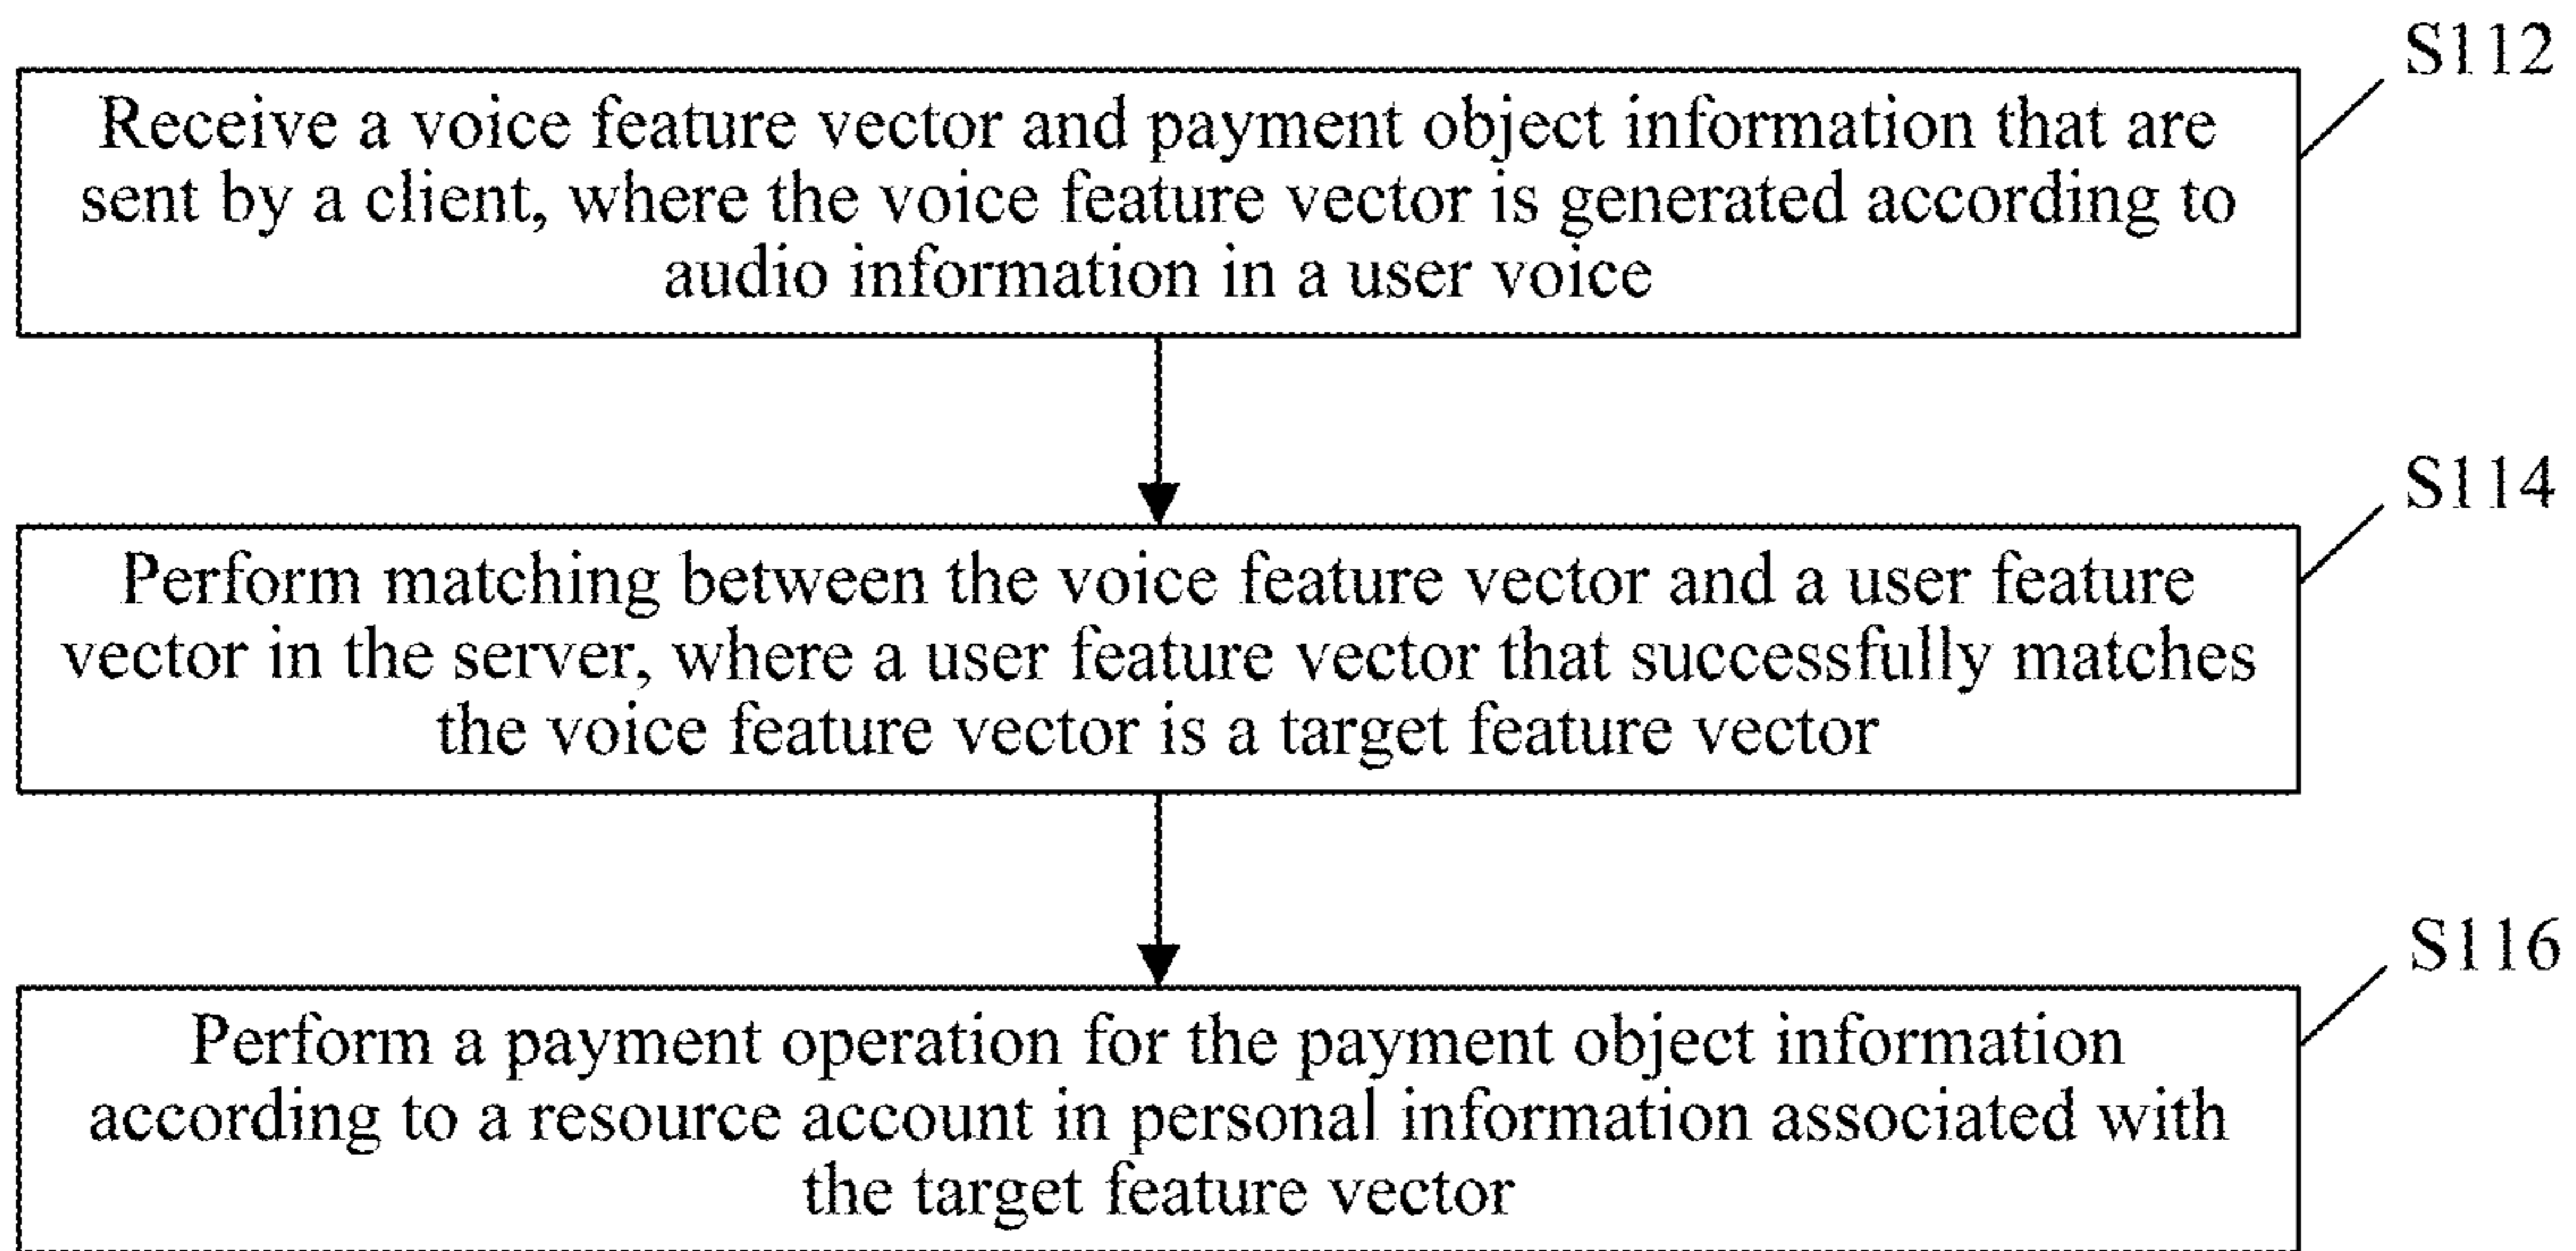 S112
Receive a voice feature vector and payment object information that are
sent by a client, where the voice feature vector is generated according to
audio information in a user voice
S114
Perform matching between the voice feature vector and a user feature
vector in the server, where a user feature vector that successfully matches
the voice feature vector is a target feature vector
S116
Perform a payment operation for the payment object information
according to a resource account in personal information associated with
the target feature vector